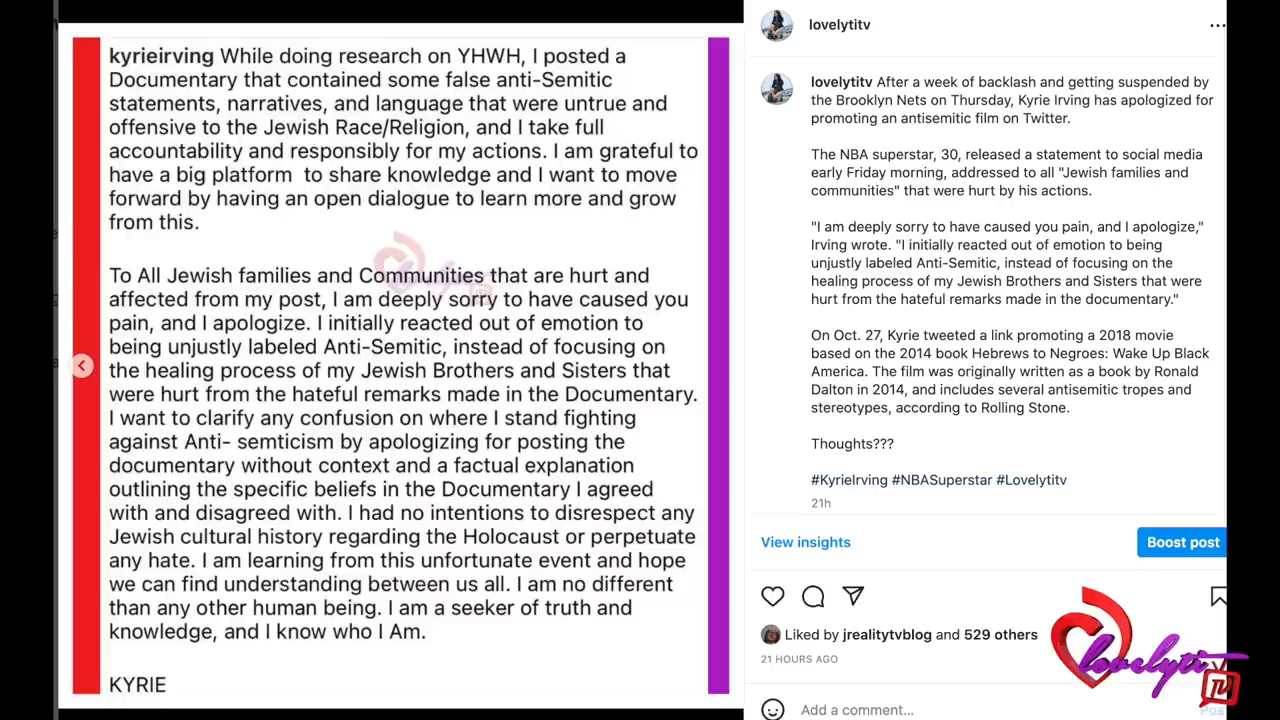 kyrieirving While doing research on YHWH, I posted a
Documentary that contained some false anti-Semitic
statements, narratives, and language that were untrue and
offensive to the Jewish Race/Religion, and I take full
accountability and responsibly for my actions. I am grateful to
have a big platform  to share knowledge and I want to move
forward by having an open dialogue to learn more and grow
from this.
To All Jewish families and Communities that are hurt and
affected from my post, I am deeply sorry to have caused you
pain, and I apologize. I initially reacted out of emotion to
being unjustly labeled Anti-Semitic, instead of focusing on
the healing process of my Jewish Brothers and Sisters that
were hurt from the hateful remarks made in the Documentary.
I want to clarify any confusion on where I stand fighting
against Anti- semticism by apologizing for posting the
documentary without context and a factual explanation
outlining the specific beliefs in the Documentary I agreed
with and disagreed with. I had no intentions to disrespect any
Jewish cultural history regarding the Holocaust or perpetuate
any hate. I am learning from this unfortunate event and hope
we can find understanding between us all. I am no different
than any other human being. I am a seeker of truth and
knowledge, and I know who I Am.
KYRIE
lovelytitv
lovelytitv After a week of backlash and getting suspended by
the Brooklyn Nets on Thursday, Kyrie Irving has apologized for
promoting an antisemitic film on Twitter.
The NBA superstar, 30, released a statement to social media
early Friday morning, addressed to all "Jewish families and
communities" that were hurt by his actions.
"I am deeply sorry to have caused you pain, and I apologize,"
Irving wrote. "I initially reacted out of emotion to being
unjustly labeled Anti-Semitic, instead of focusing on the
healing process of my Jewish Brothers and Sisters that were
hurt from the hateful remarks made in the documentary."
On Oct. 27, Kyrie tweeted a link promoting a 2018 movie
based on the 2014 book Hebrews to Negroes: Wake Up Black
America. The film was originally written as a book by Ronald
Dalton in 2014, and includes several antisemitic tropes and
stereotypes, according to Rolling Stone.
Thoughts???
#KyrieIrving #NBASuperstar #Lovelytitv
21h
View insights
Boost post
Liked by jrealitytvblog and 529 others
21 HOURS AGO
Add a comment...
Lovelyti
TV